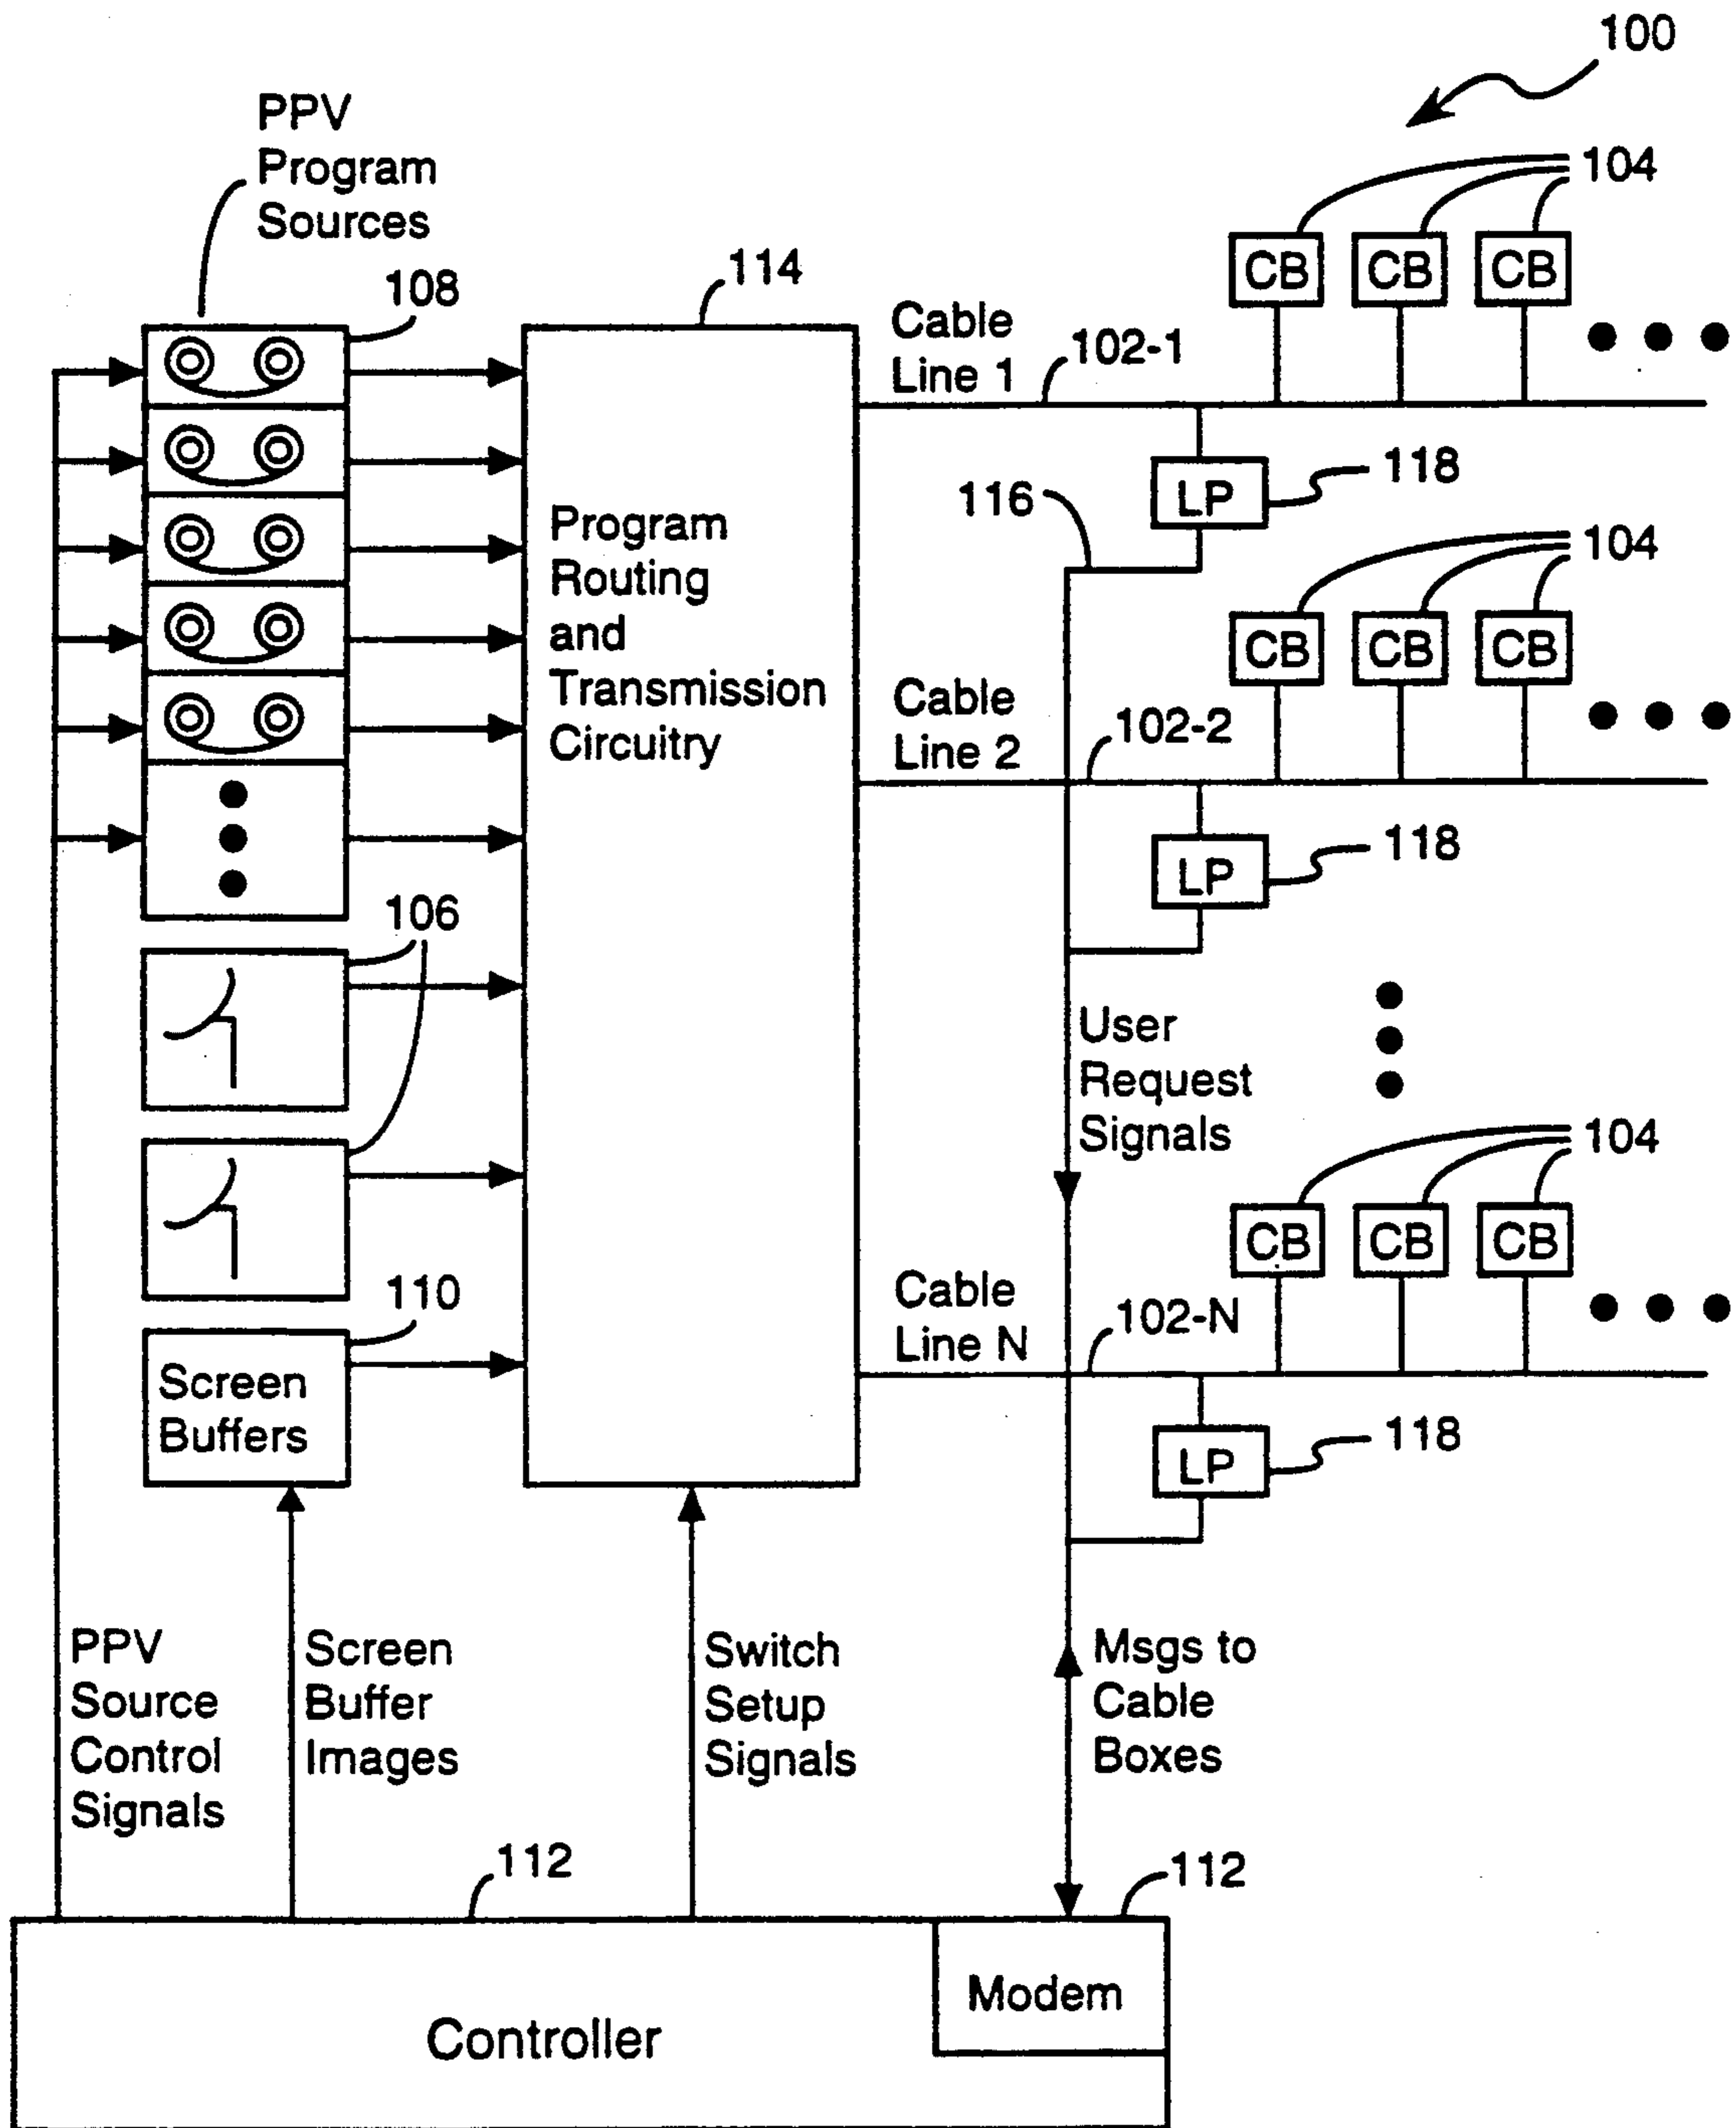 100
PPV
Program
Sources
104
108
114
CB CB CB
Cable
Line 1
102-1
118
LP
116
104
Program
Routing
and
Transmission
Circuitry
CB CB CB
Cable
Line 2
102-2
118
LP
106
User
Request
Signals
104
CB CB CB
110
Cable
Line N
102-N
Screen
Buffers
118
LP
PPV
Source
Control
Signals
Screen
Buffer
Images
Switch
Setup
Signals
Msgs to
Cable
Boxes
112
112
Modem
Controller